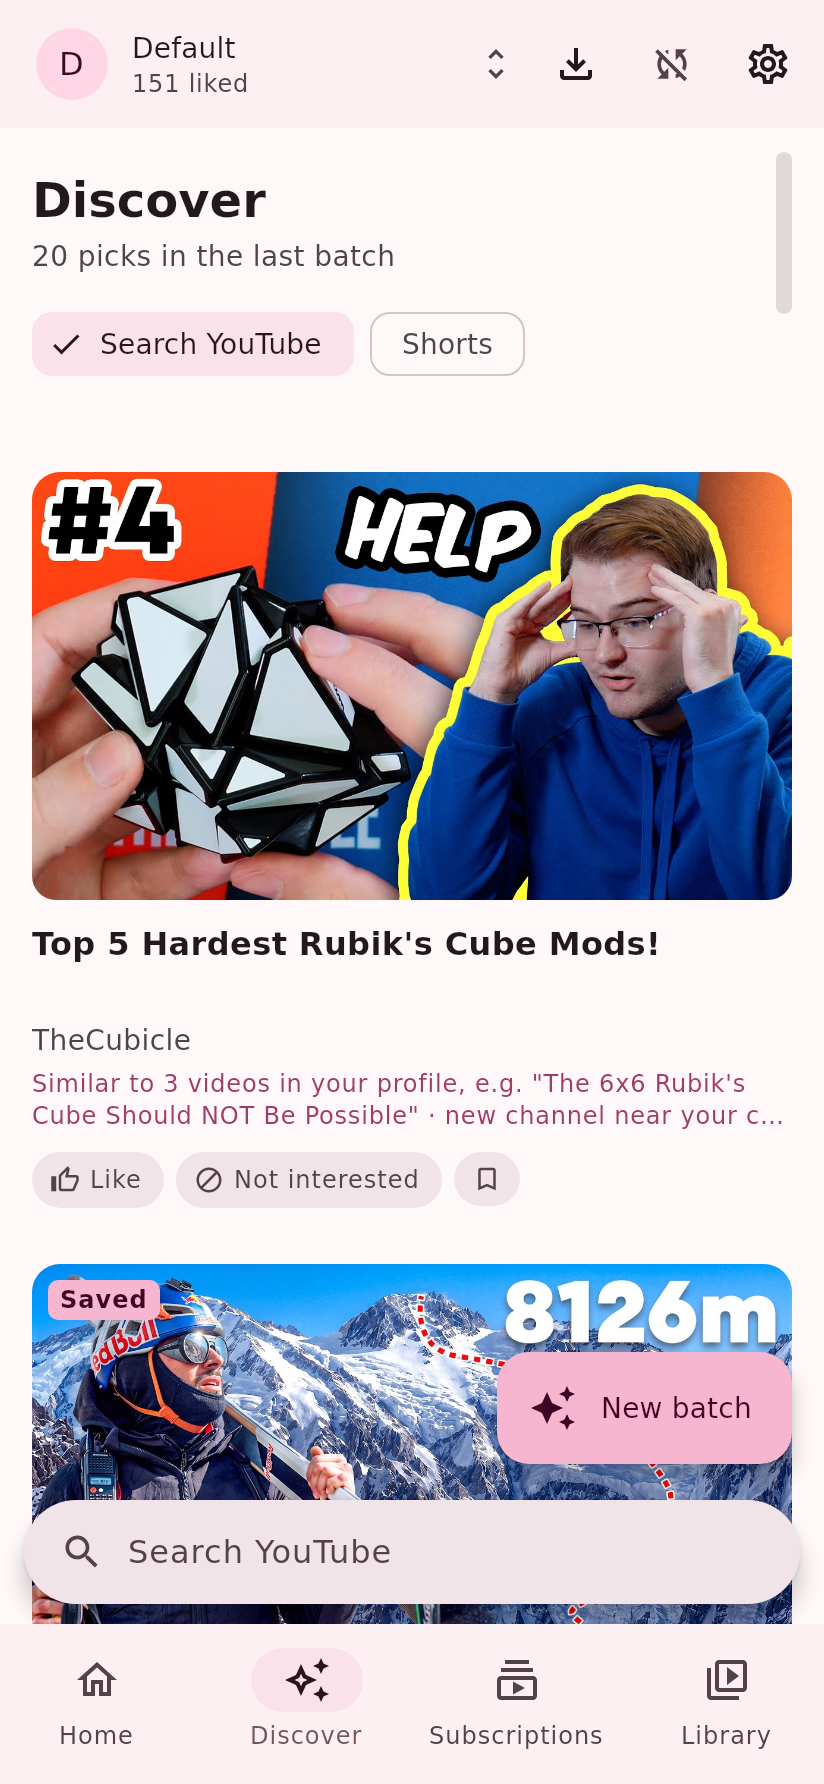 D
Default
151 liked
Discover
20 picks in the last batch
Search YouTube
Shorts
#4
HELP
Top 5 Hardest Rubik's Cube Mods!
TheCubicle
Similar to 3 videos in your profile, e.g. "The 6x6 Rubik's
Cube Should NOT Be Possible" · new channel near your c...
Like
Not interested
Saved
8126m
New batch
Search YouTube
Home
Discover
Subscriptions
Library